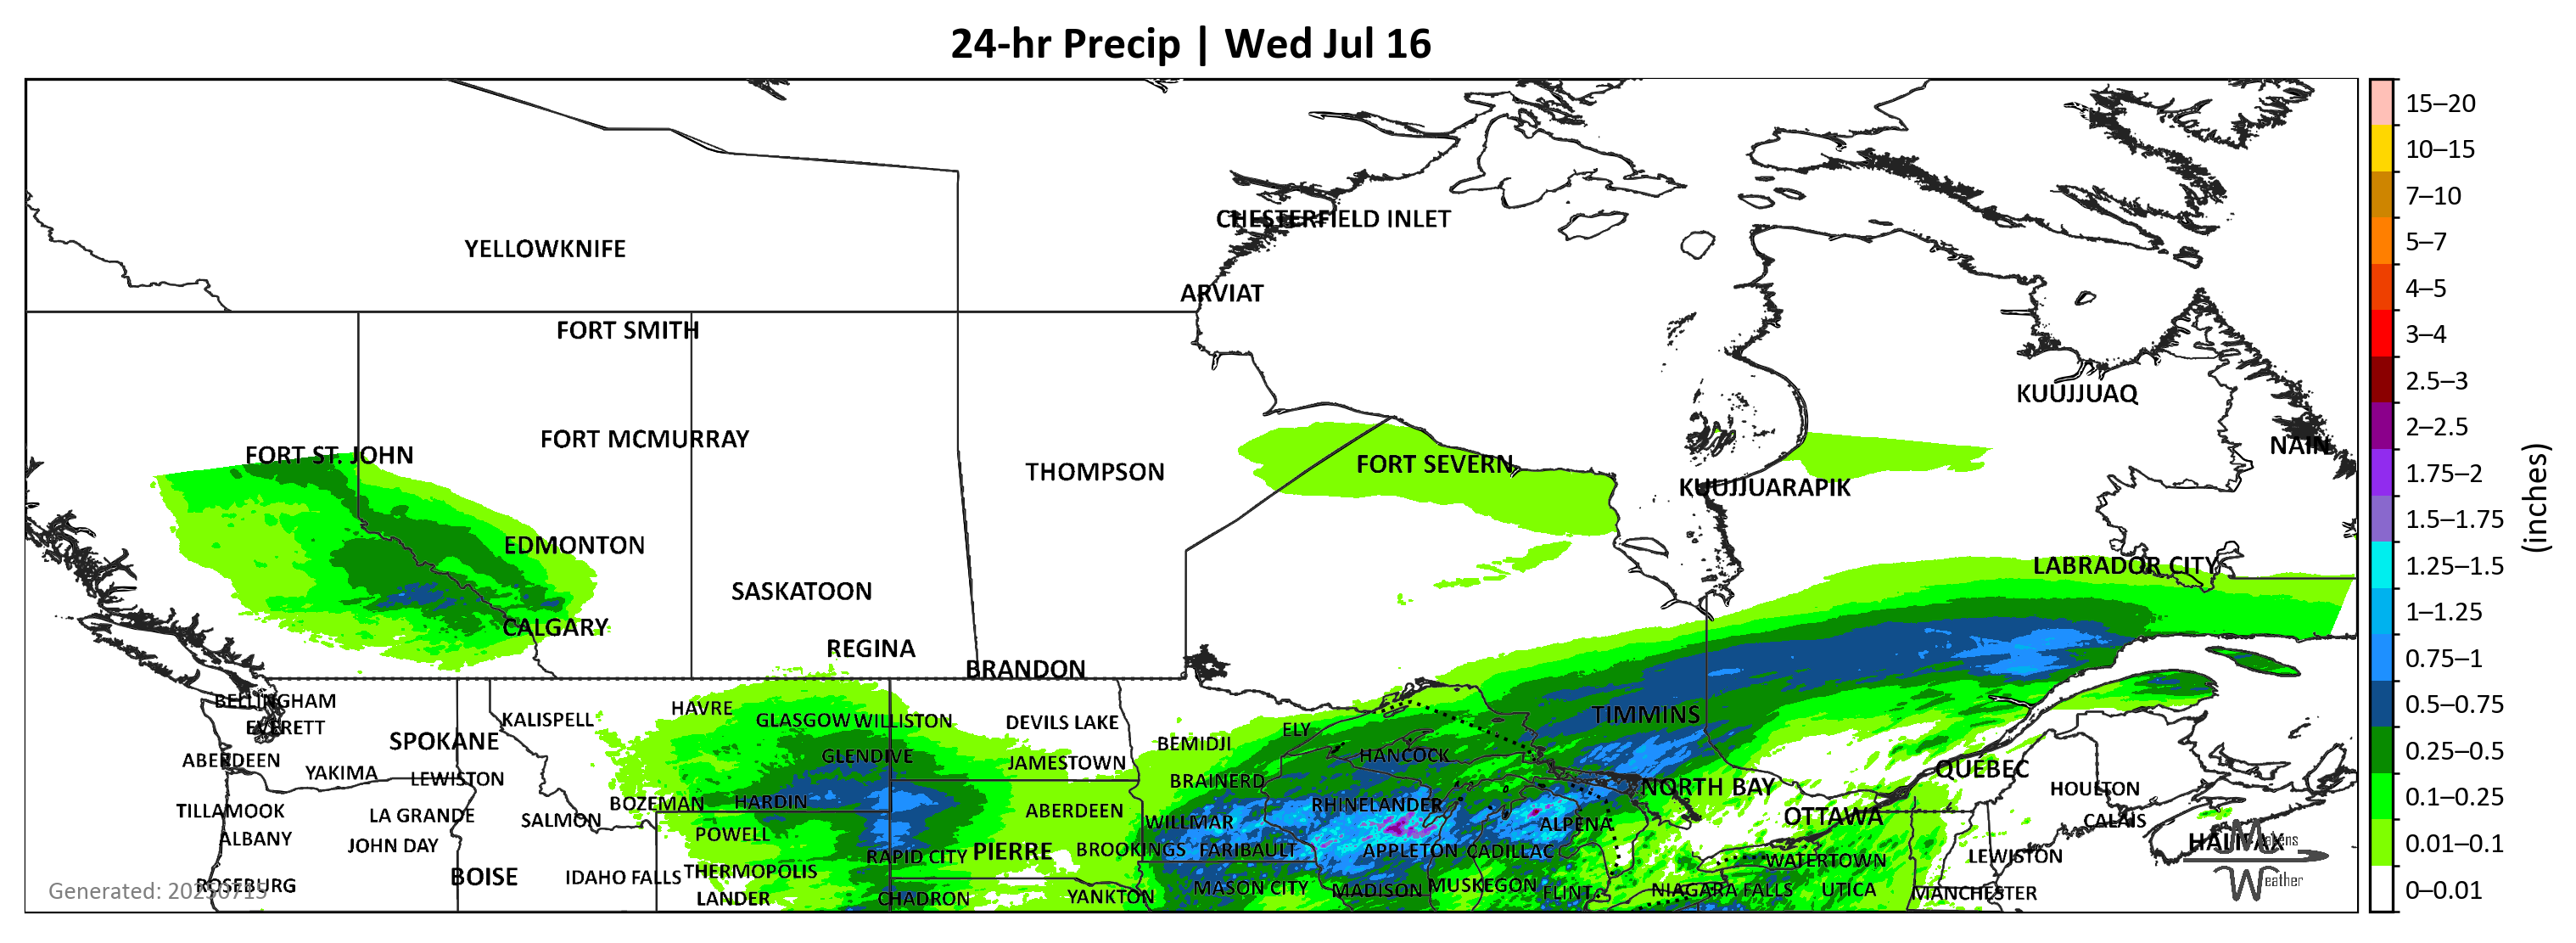 24-hr Precip | Wed Jul 16
CHESTERFIELD INLET
YELLOWKNIFE
ARVIAT
FORT SMITH
KUUJJUAQ
FORT MCMURRAY
NAIN
FORT ST. JOHN
THOMPSON
FORT SEVERN
KUUJJUARAPIK
EDMONTON
LABRADOR CITY
SASKATOON
CALGARY
REGINA
BRANDON
BELLINGHAM
HAVRE
KALISPELL
GLASGOW
WILLISTON
DEVILS LAKE
TIMMINS
EVERETT
ELY
SPOKANE
BEMIDJI
ABERDEEN
GLENDIVE
JAMESTOWN
HANCOCK
QUEBEC
YAKIMA
LEWISTON
BRAINERD
NORTH BAY
HOULTON
BOZEMAN
HARDIN
RHINELANDER
TILLAMOOK
LA GRANDE
SALMON
ABERDEEN
WILLMAR
ALPENA
OTTAWA
CALAIS
ALBANY
JOHN DAY
POWELL
HALIFAX
RAPID CITY
PIERRE
BROOKINGS
FARIBAULT
APPLETON
CADILLAC
WATERTOWN
LEWISTON
BOISE
IDAHO FALLS
THERMOPOLIS
ROSEBURG
MASON CITY
MADISON
MUSKEGON
FLINT
NIAGARA FALLS
UTICA
MANCHESTER
LANDER
CHADRON
YANKTON
Generated: 20250715
Weather
15–20
10–15
7–10
5–7
4–5
3–4
2.5–3
2–2.5
1.75–2
1.5–1.75
1.25–1.5
1–1.25
0.75–1
0.5–0.75
0.25–0.5
0.1–0.25
0.01–0.1
0–0.01
(inches)